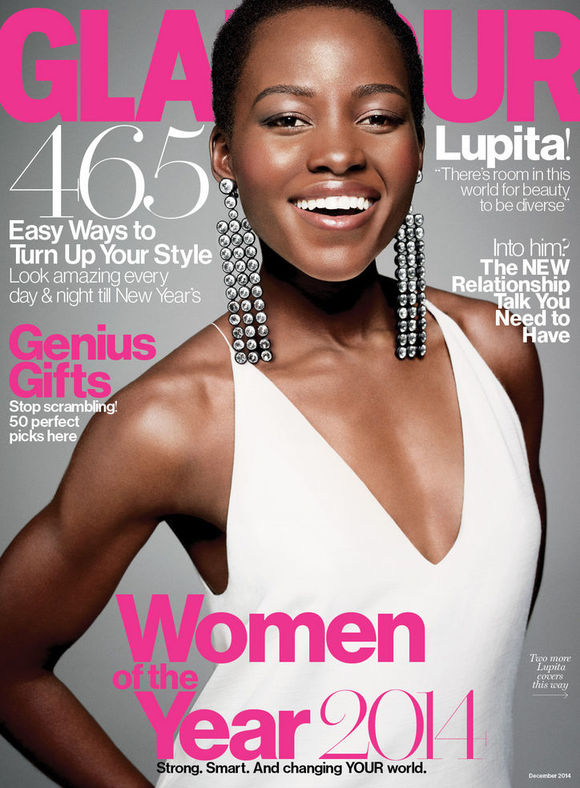 GLAMOUR
465
Easy Ways to
Turn Up Your Style
Look amazing every
day & night till New Year's
Genius
Gifts
Stop scrambling!
50 perfect
picks here
Lupita!
"There's room in this
world for beauty
to be diverse"
Into him?
The NEW
Relationship
Talk You
Need to
Have
Women
of the
Year 2014
Strong. Smart. And changing YOUR world.
Two more
Lupita
covers
this way
December 2014